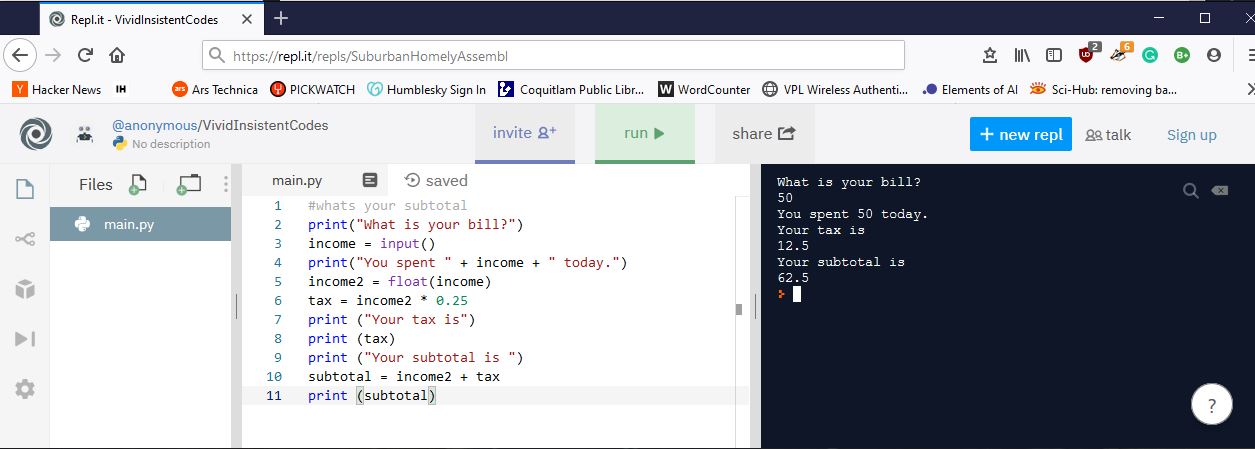 Repl.it - VividInsistentCodes
https://repl.it/repls/SuburbanHomelyAssembl
2 6 G B+
Y Hacker News IH ars Ars Technica PICKWATCH Humblesky Sign In Coquitlam Public Libr... W WordCounter VPL Wireless Authenti... Elements of AI Sci-Hub: removing ba...
@anonymous/VividInsistentCodes
No description
invite run share + new repl talk Sign up
Files
main.py
main.py saved
1 #whats your subtotal
2 print("What is your bill?")
3 income = input()
4 print("You spent " + income + " today.")
5 income2 = float(income)
6 tax = income2 * 0.25
7 print ("Your tax is")
8 print (tax)
9 print ("Your subtotal is ")
10 subtotal = income2 + tax
11 print (subtotal)
What is your bill?
50
You spent 50 today.
Your tax is
12.5
Your subtotal is
62.5
?